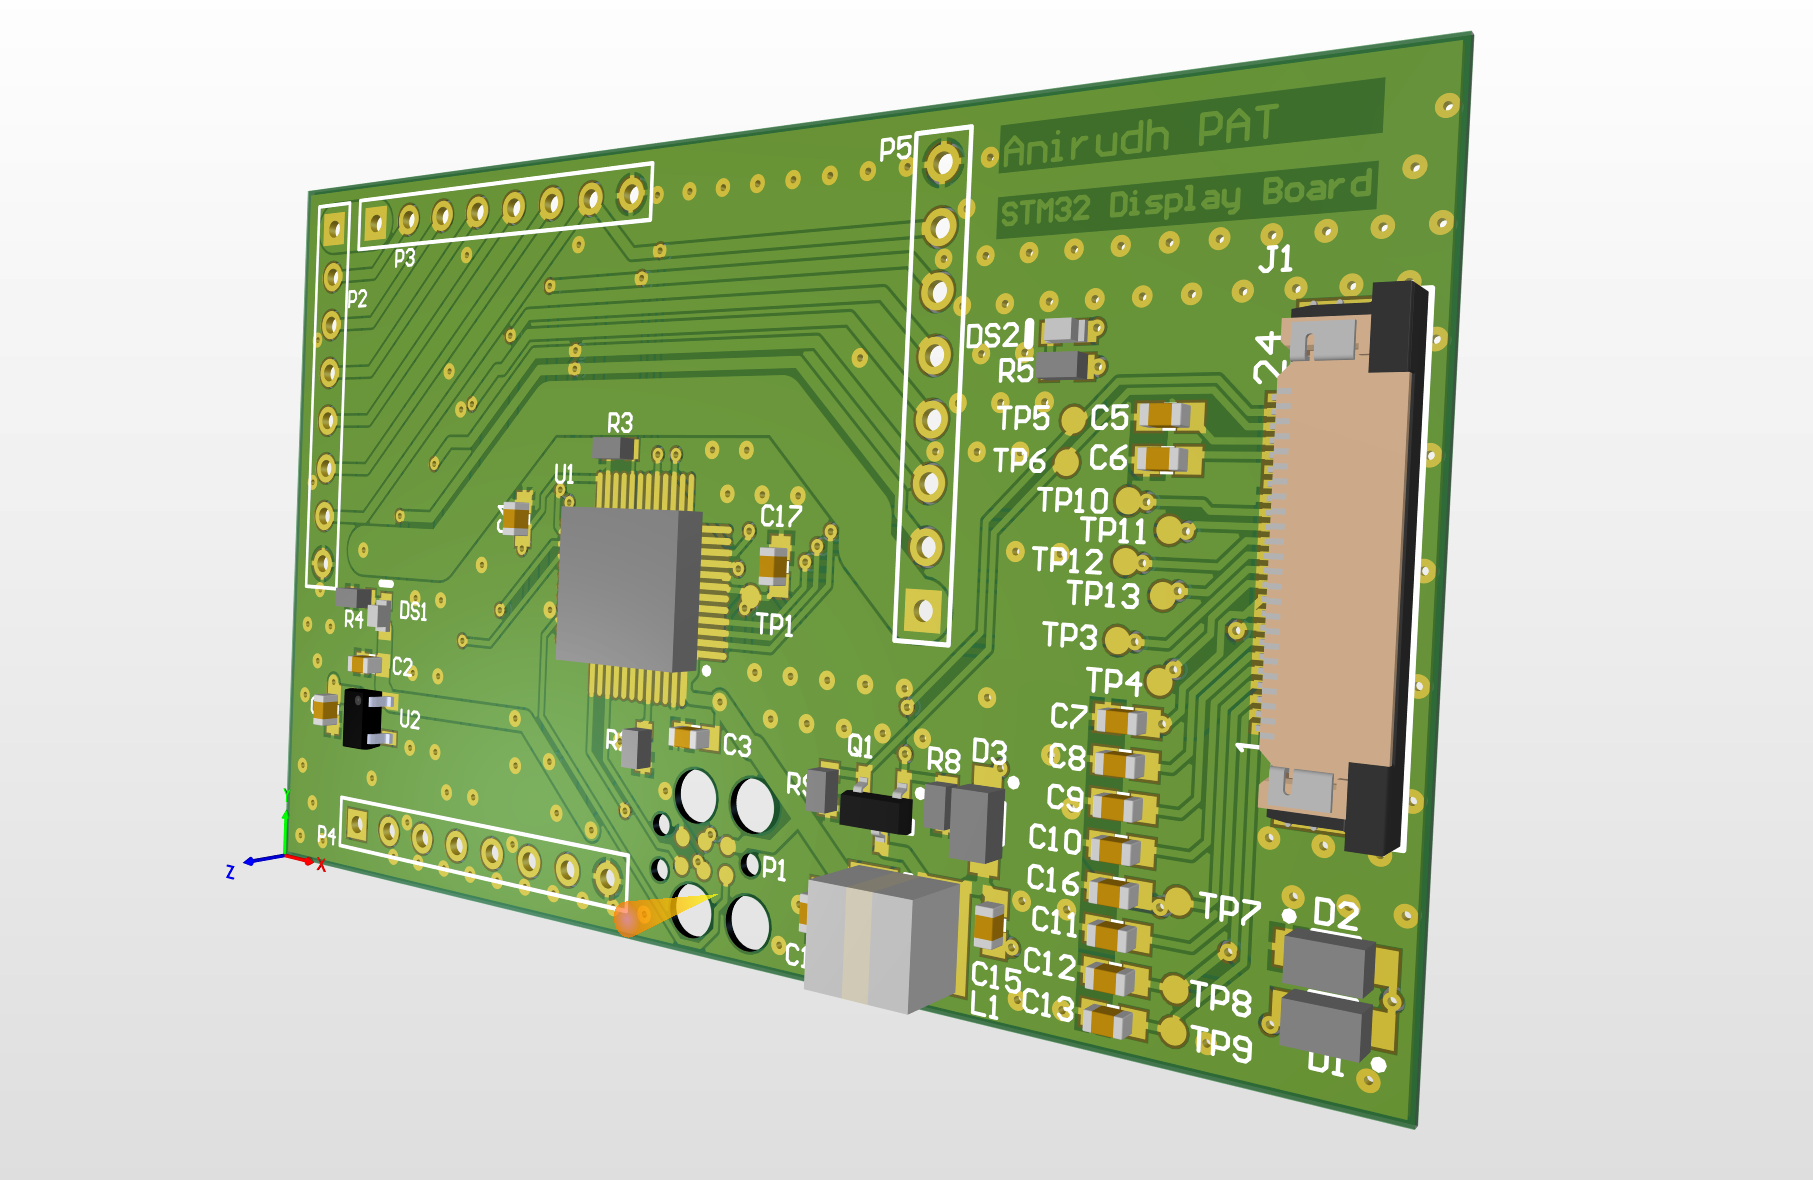 Anirudh PAT
STM32 Display Board
P5
P3
P2
J1
24
DS2
R5
TP5
C5
TP6
C6
R3
U1
TP10
C17
TP11
TP12
TP13
TP1
R4
DS1
TP3
C2
TP4
U2
C7
C3
Q1
R8
D3
1
C8
C9
P4
C10
P1
C16
TP7
D2
C11
C12
C15
L1
C13
TP8
TP9
D1
Y
Z
X